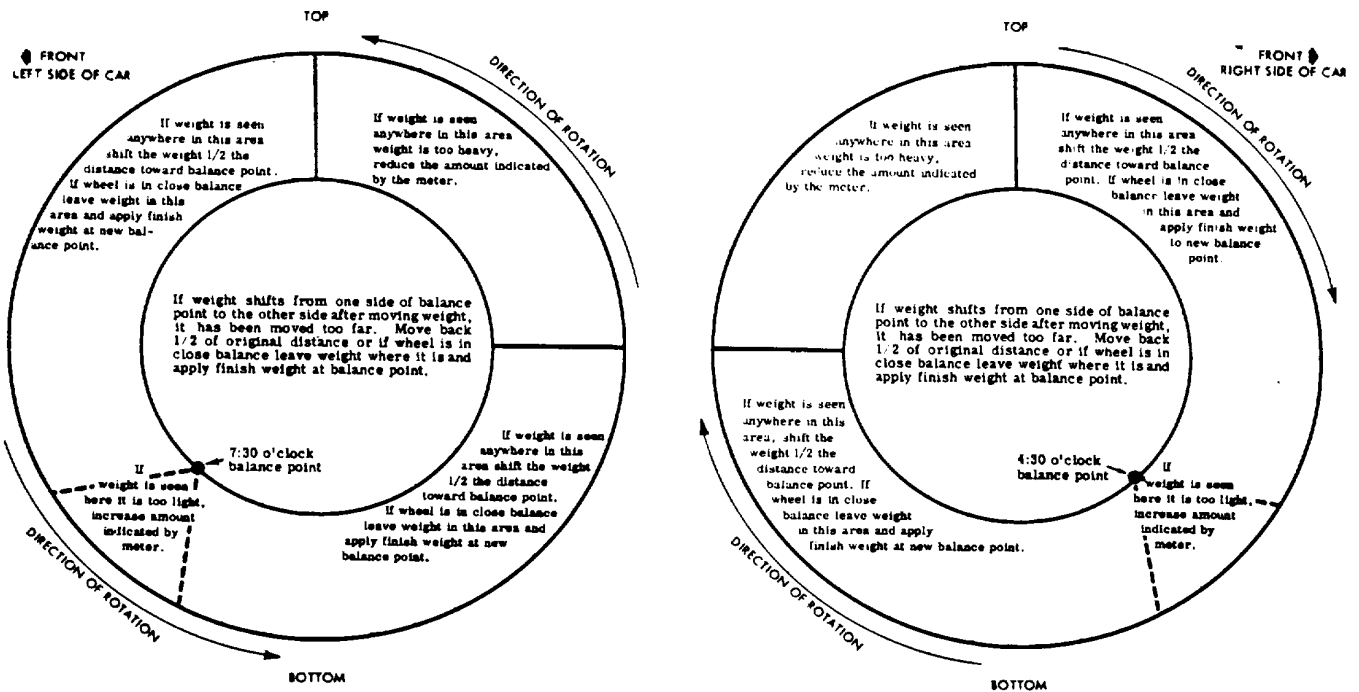 TOP
FRONT
LEFT SIDE OF CAR
DIRECTION OF ROTATION
If weight is seen
anywhere in this area
shift the weight 1/2 the
distance toward balance point.
If wheel is in close balance
leave weight in this
area and apply finish
weight at new bal-
ance point.
If weight is seen
anywhere in this area
weight is too heavy,
reduce the amount indicated
by the meter.
If weight shifts from one side of balance
point to the other side after moving weight,
it has been moved too far. Move back
1/2 of original distance or if wheel is in
close balance leave weight where it is and
apply finish weight at balance point.
7:30 o'clock
balance point
If
weight is seen
here it is too light,
increase amount
indicated by
meter.
If weight is seen
anywhere in this
area shift the weight
1/2 the distance
toward balance point.
If wheel is in close balance
leave weight in this area and
apply finish weight at new
balance point.
DIRECTION OF ROTATION
BOTTOM
TOP
FRONT
RIGHT SIDE OF CAR
DIRECTION OF ROTATION
If weight is seen
anywhere in this area
weight is too heavy,
reduce the amount indicated
by the meter.
If weight is seen
anywhere in this area
shift the weight 1/2 the
distance toward balance
point. If wheel is in close
balance leave weight
in this area and
apply finish weight
to new balance
point.
If weight shifts from one side of balance
point to the other side after moving weight,
it has been moved too far. Move back
1/2 of original distance or if wheel is in
close balance leave weight where it is and
apply finish weight at balance point.
If weight is seen
anywhere in this
area, shift the
weight 1/2 the
distance toward
balance point. If
wheel is in close
balance leave weight
in this area and apply
finish weight at new balance point.
4:30 o'clock
balance point
If
weight is seen
here it is too light,
increase amount
indicated by
meter.
DIRECTION OF ROTATION
BOTTOM